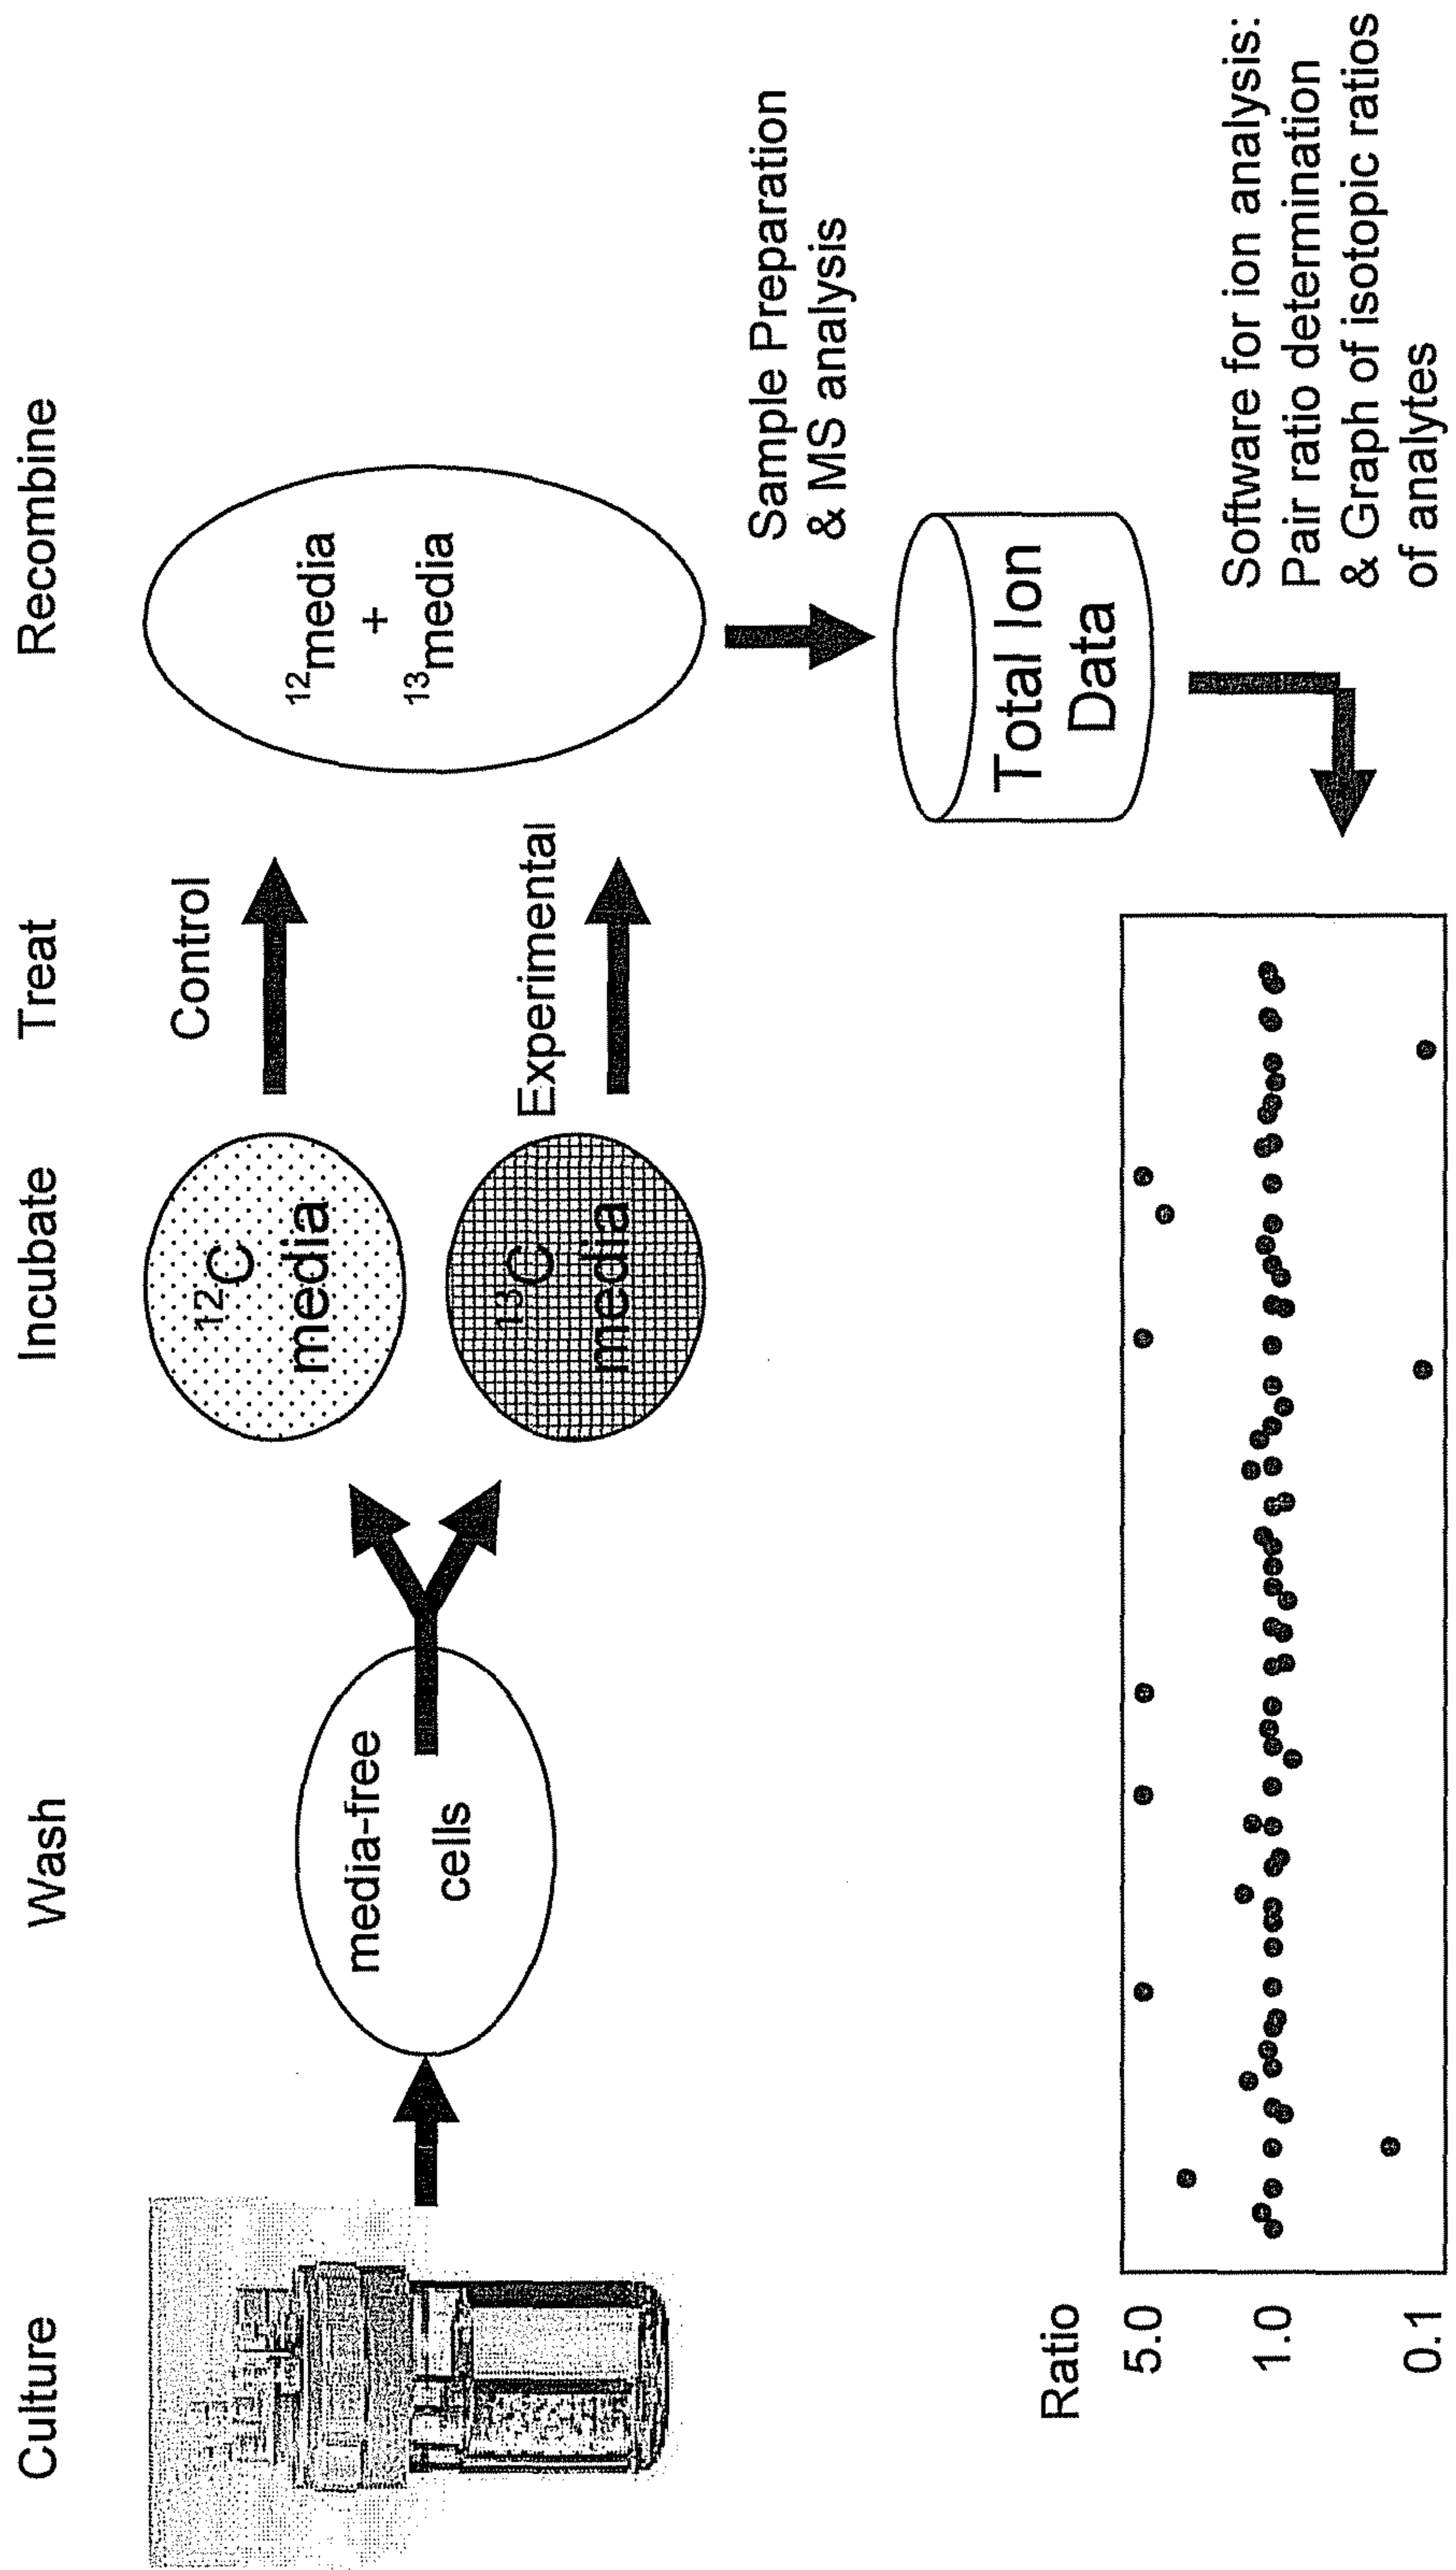 Culture
Wash
Incubate
Treat
Recombine
media-free
cells
¹²C
media
¹³C
media
Control
Experimental
¹²media
+
¹³media
Sample Preparation
& MS analysis
Total Ion
Data
Software for ion analysis:
Pair ratio determination
& Graph of isotopic ratios
of analytes
Ratio
5.0
1.0
0.1